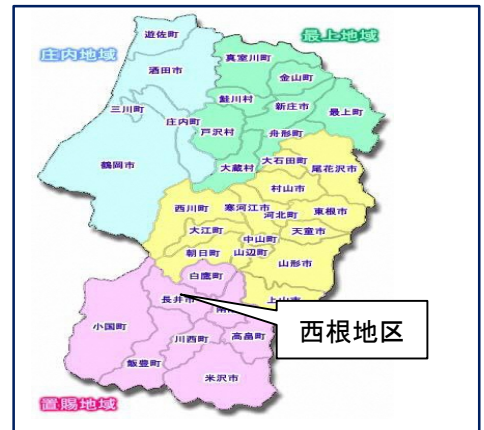 遊佐町
最上地域
庄内地域
真室川町
酒田市
金山町
鮭川村
新庄市
三川町
最上町
庄内町
戸沢村
舟形町
鶴岡市
大蔵村
大石田町
尾花沢市
村山市
西川町
寒河江市
河北町
東根市
大江町
中山町
天童市
朝日町
山辺町
山形市
白鷹町
長井市
上山市
南
小国町
川西町
高畠町
西根地区
飯豊町
米沢市
置賜地域